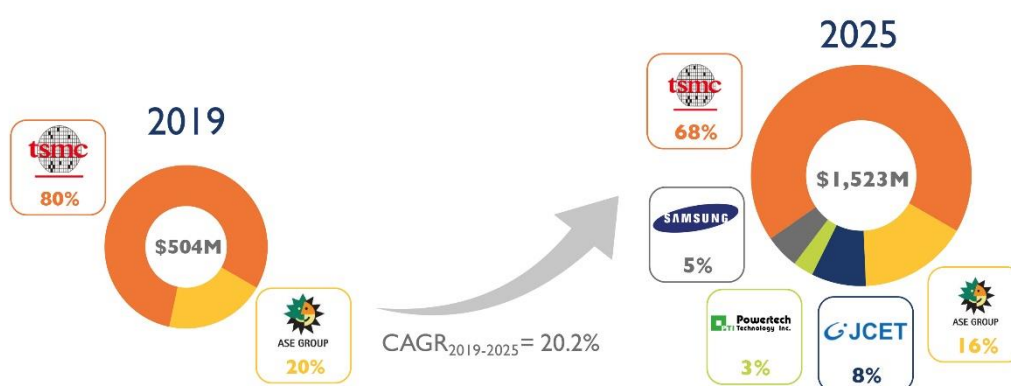 2019
tsmc
80%
$504M
ASE GROUP
20%
CAGR2019-2025= 20.2%
2025
tsmc
68%
$1,523M
SAMSUNG
5%
PTI Powertech
Technology Inc.
3%
JCET
8%
ASE GROUP
16%